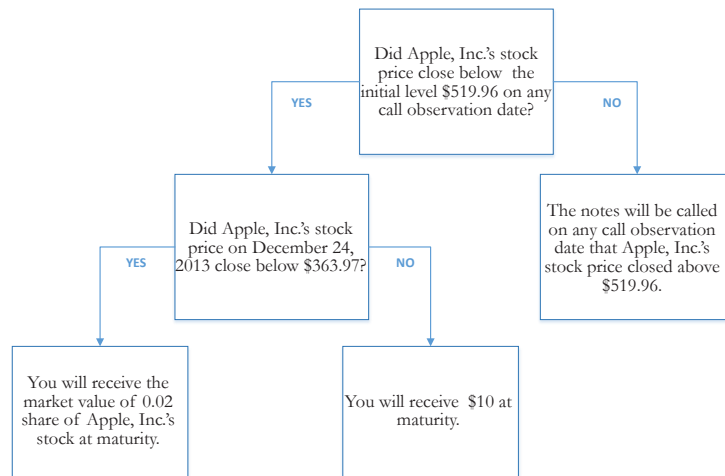 Did Apple, Inc.'s stock
price close below the
initial level $519.96 on any
call observation date?
YES
NO
Did Apple, Inc.'s stock
price on December 24,
2013 close below $363.97?
The notes will be called
on any call observation
date that Apple, Inc.'s
stock price closed above
$519.96.
YES
NO
You will receive the
market value of 0.02
share of Apple, Inc.'s
stock at maturity.
You will receive $10 at
maturity.